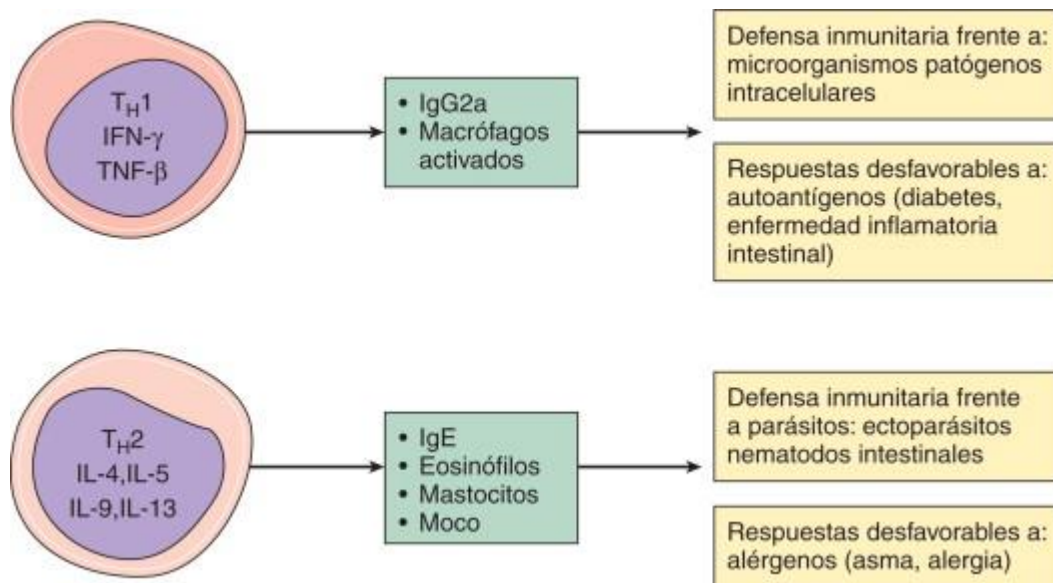 T_H1
IFN-γ
TNF-β
• IgG2a
• Macrófagos
activados
Defensa inmunitaria frente a:
microorganismos patógenos
intracelulares
Respuestas desfavorables a:
autoantígenos (diabetes,
enfermedad inflamatoria
intestinal)
T_H2
IL-4,IL-5
IL-9,IL-13
• IgE
• Eosinófilos
• Mastocitos
• Moco
Defensa inmunitaria frente
a parásitos: ectoparásitos
nematodos intestinales
Respuestas desfavorables a:
alérgenos (asma, alergia)